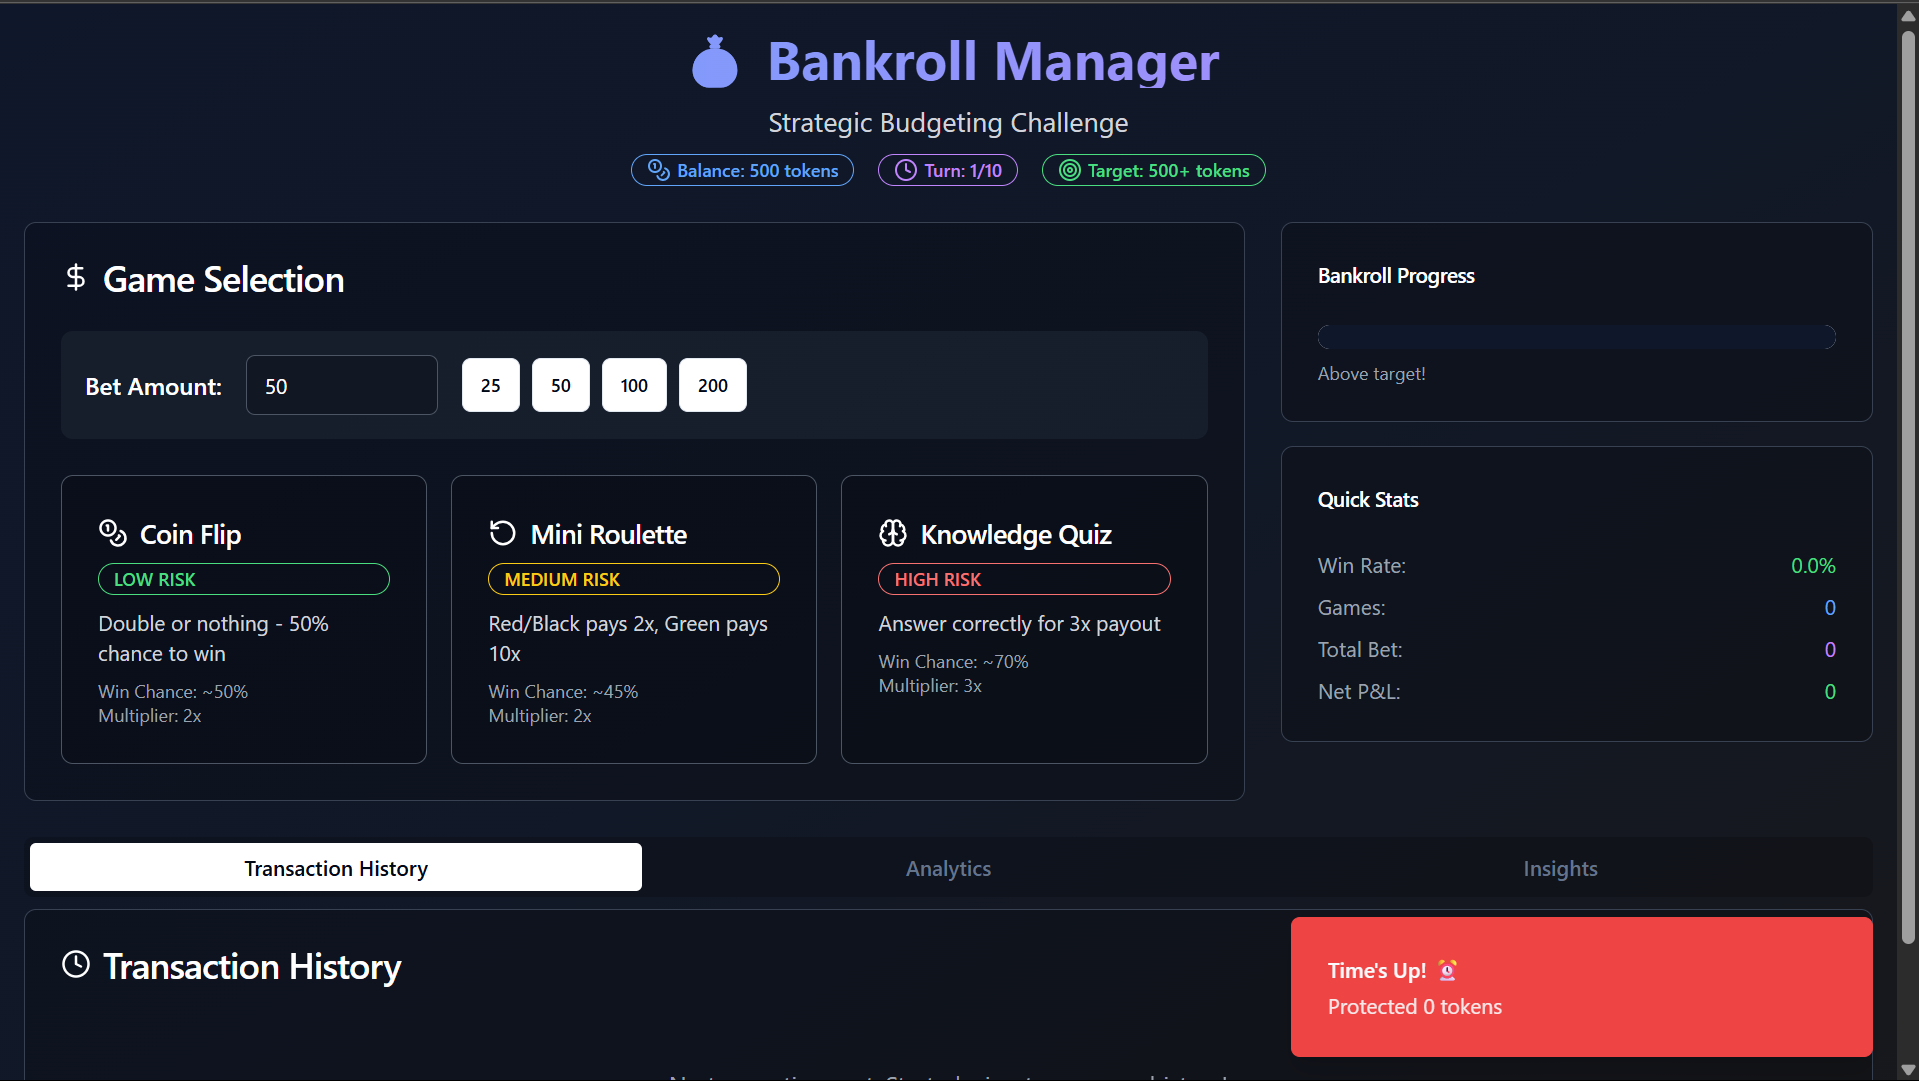 Bankroll Manager
Strategic Budgeting Challenge
Balance: 500 tokens
Turn: 1/10
Target: 500+ tokens
Game Selection
Bet Amount:
50
25
50
100
200
Coin Flip
LOW RISK
Double or nothing - 50%
chance to win
Win Chance: ~50%
Multiplier: 2x
Mini Roulette
MEDIUM RISK
Red/Black pays 2x, Green pays
10x
Win Chance: ~45%
Multiplier: 2x
Knowledge Quiz
HIGH RISK
Answer correctly for 3x payout
Win Chance: ~70%
Multiplier: 3x
Bankroll Progress
Above target!
Quick Stats
Win Rate: 0.0%
Games: 0
Total Bet: 0
Net P&L: 0
Transaction History
Analytics
Insights
Transaction History
Time's Up! ⏰
Protected 0 tokens